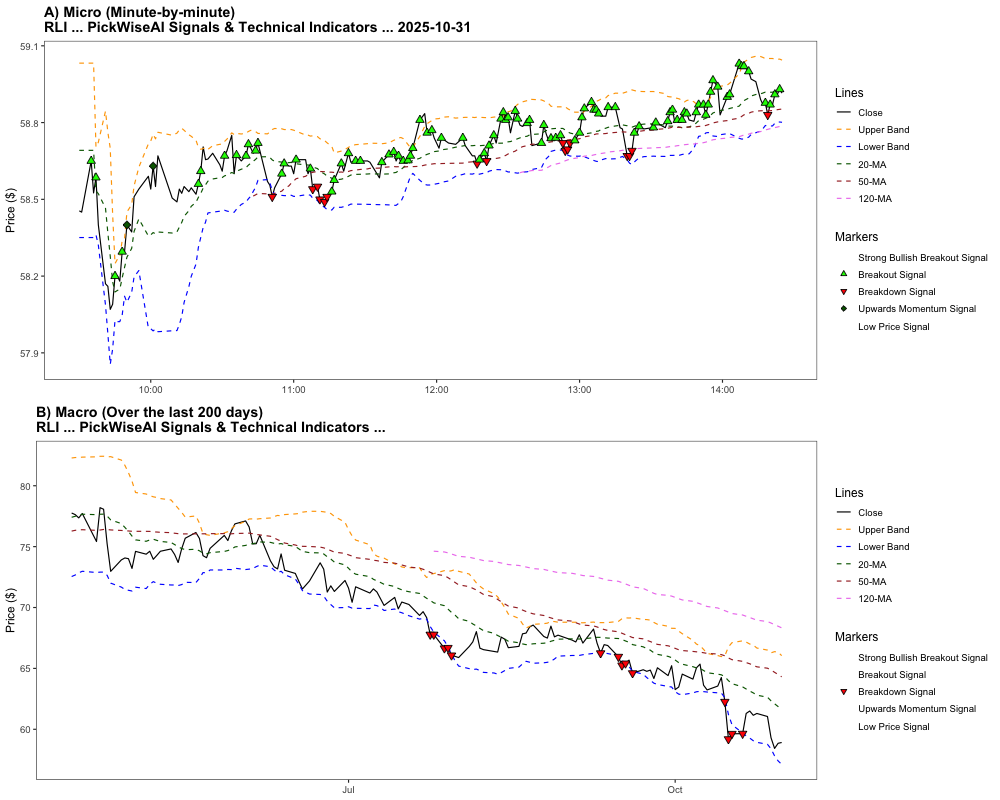 A) Micro (Minute-by-minute)
RLI ... PickWiseAI Signals & Technical Indicators ... 2025-10-31
59.1
58.8
58.5
58.2
57.9
Price ($)
10:00
11:00
12:00
13:00
14:00
Lines
Close
Upper Band
Lower Band
20-MA
50-MA
120-MA
Markers
Strong Bullish Breakout Signal
Breakout Signal
Breakdown Signal
Upwards Momentum Signal
Low Price Signal
B) Macro (Over the last 200 days)
RLI ... PickWiseAI Signals & Technical Indicators ...
80
75
70
65
60
Price ($)
Jul
Oct
Lines
Close
Upper Band
Lower Band
20-MA
50-MA
120-MA
Markers
Strong Bullish Breakout Signal
Breakout Signal
Breakdown Signal
Upwards Momentum Signal
Low Price Signal